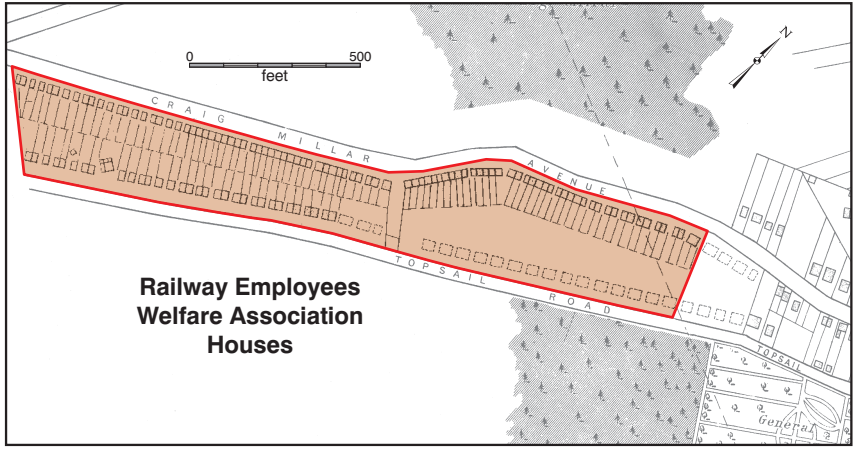 N
0 500
feet
CRAIG MILLAR AVENUE
TOPSAIL ROAD
TOPSAIL
General
Railway Employees
Welfare Association
Houses